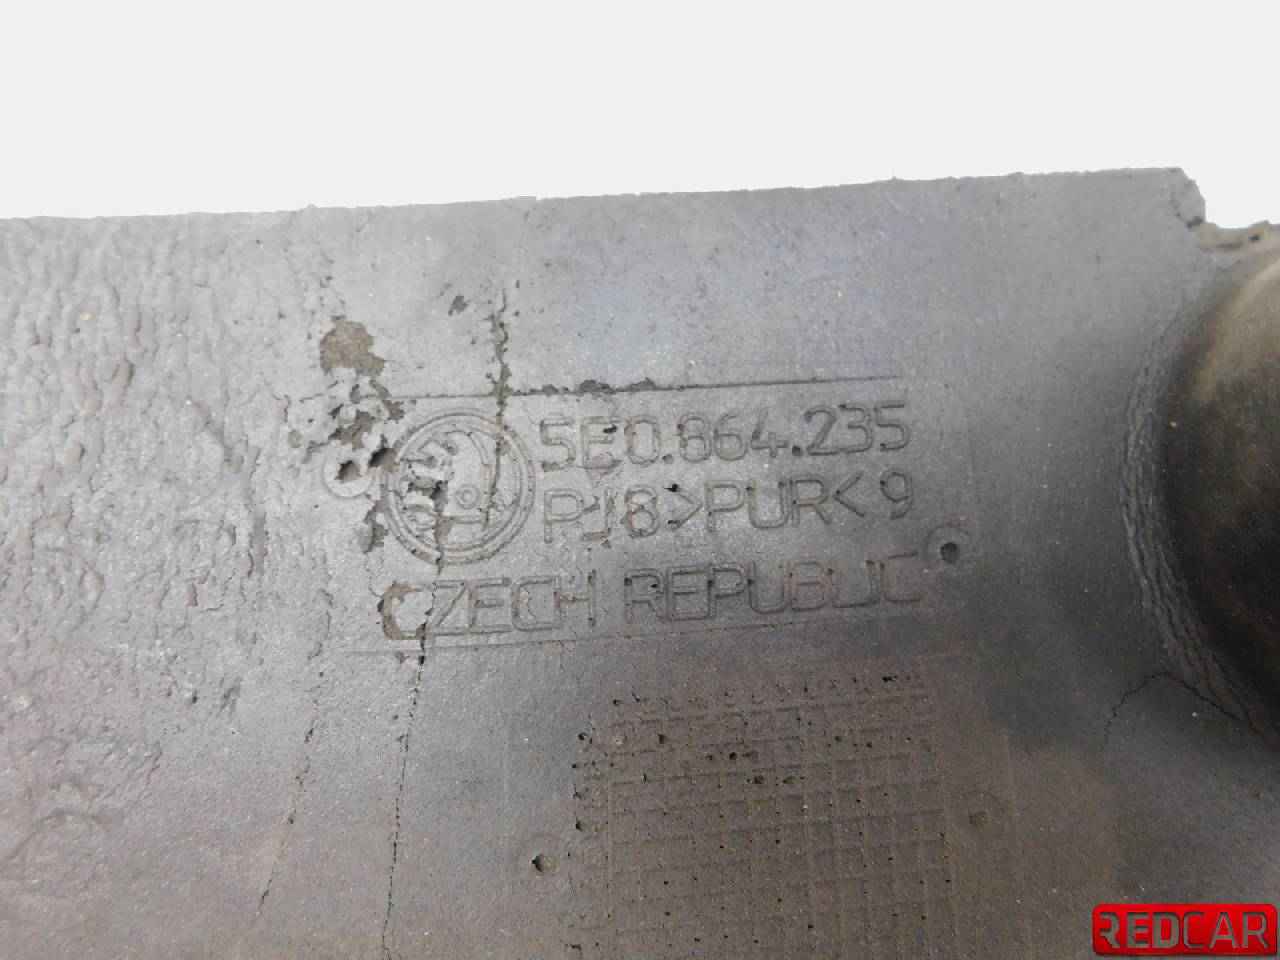 5E0.864.235
PJ8>PUR<9
CZECH REPUBLIC
REDCAR